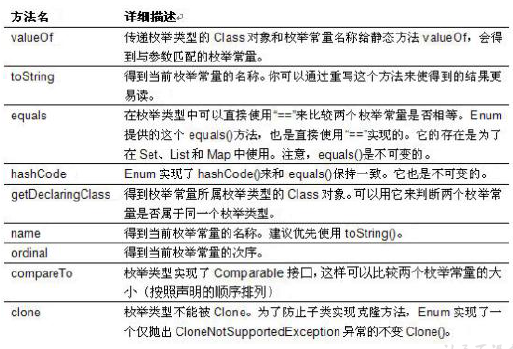 方法名 详细描述
valueOf 传递枚举类型的 Class 对象和枚举常量名称给静态方法 valueOf，会得
到与参数匹配的枚举常量。
toString 得到当前枚举常量的名称。你可以通过重写这个方法来使得到的结果更
易读。
equals 在枚举类型中可以直接使用“==”来比较两个枚举常量是否相等。Enum
提供的这个 equals()方法，也是直接使用“==”实现的。它的存在是为了
在 Set、List 和 Map 中使用。注意，equals()是不可变的。
hashCode Enum 实现了 hashCode()来和 equals()保持一致。它也是不可变的。
getDeclaringClass 得到枚举常量所属枚举类型的 Class 对象。可以用它来判断两个枚举常
量是否属于同一个枚举类型。
name 得到当前枚举常量的名称。建议优先使用 toString()。
ordinal 得到当前枚举常量的次序。
compareTo 枚举类型实现了 Comparable 接口，这样可以比较两个枚举常量的大
小（按照声明的顺序排列）
clone 枚举类型不能被 Clone。为了防止子类实现克隆方法，Enum 实现了一
个仅抛出 CloneNotSupportedException 异常的不变 Clone()。